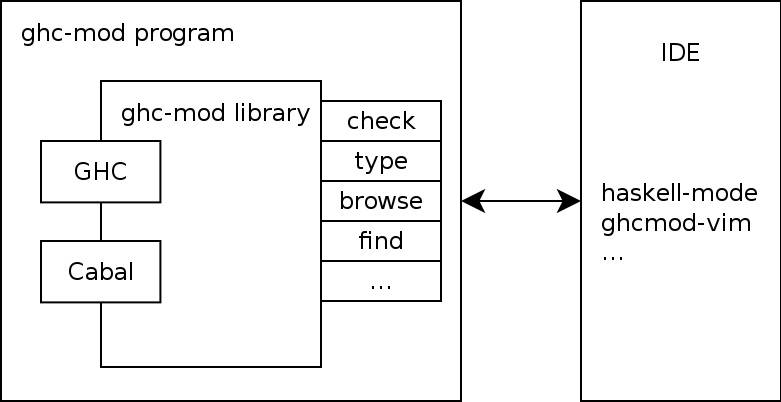 ghc-mod program
ghc-mod library
GHC
Cabal
check
type
browse
find
...
IDE
haskell-mode
ghcmod-vim
...